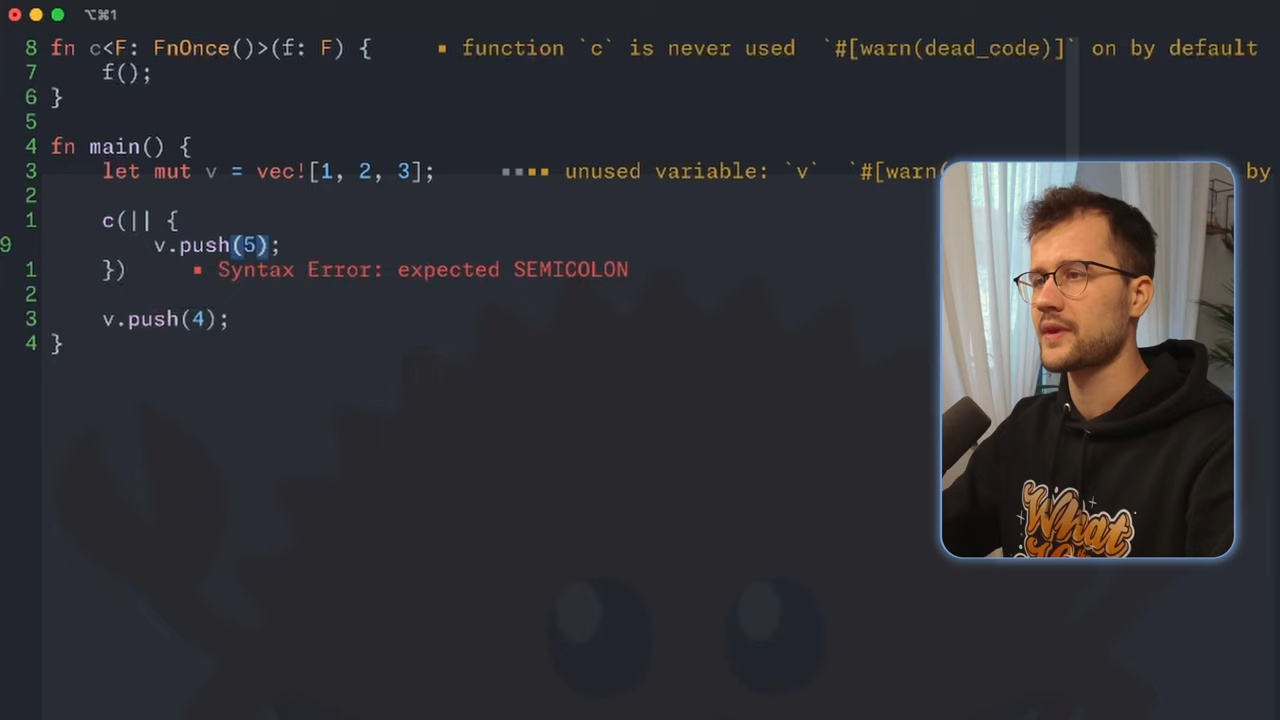 ⌥⌘1
8 fn c<F: FnOnce()>(f: F) { ▪ function `c` is never used `#[warn(dead_code)]` on by default
7 f();
6 }
5
4 fn main() {
3 let mut v = vec![1, 2, 3]; ▪▪▪▪ unused variable: `v` `#[warn( by
2
1 c(|| {
9 v.push(5);
1 }) ▪ Syntax Error: expected SEMICOLON
2
3 v.push(4);
4 }
What